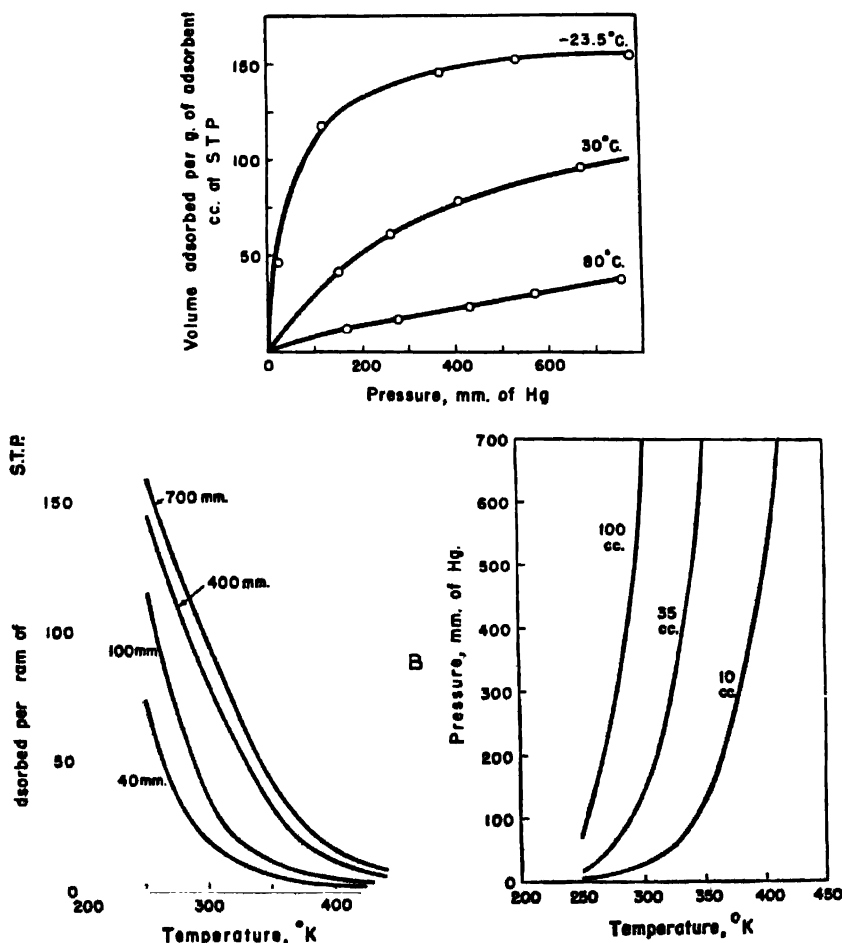 Volume adsorbed per g. of adsorbent
cc. at S T P
150
100
50
-23.5°C.
30°C.
80°C.
0
200
400
600
Pressure, mm. of Hg
S.T.P.
dsorbed per ram of
150
100
50
0
700 mm.
400 mm.
100 mm.
40 mm.
200
300
400
Temperature, °K
B
Pressure, mm. of Hg.
700
600
500
400
300
200
100
0
100
cc.
35
cc.
10
cc.
200
250
300
350
400
450
Temperature, °K